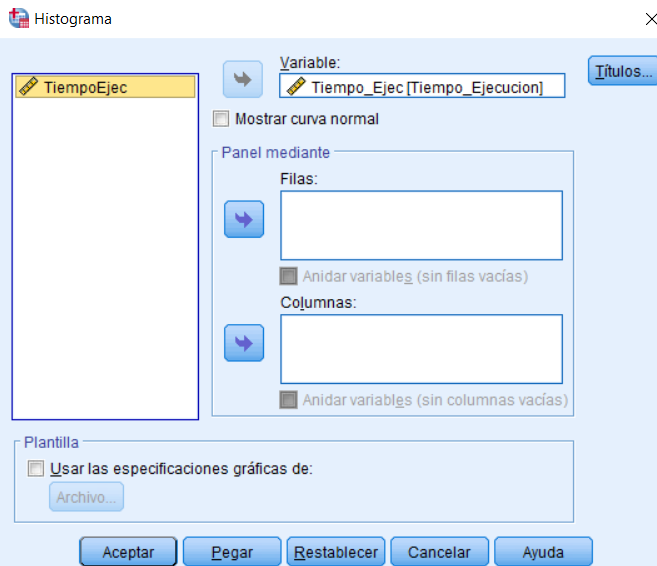 Histograma
TiempoEjec
Variable:
Tiempo_Ejec [Tiempo_Ejecucion]
Títulos...
Mostrar curva normal
Panel mediante
Filas:
Anidar variables (sin filas vacías)
Columnas:
Anidar variables (sin columnas vacías)
Plantilla
Usar las especificaciones gráficas de:
Archivo...
Aceptar Pegar Restablecer Cancelar Ayuda